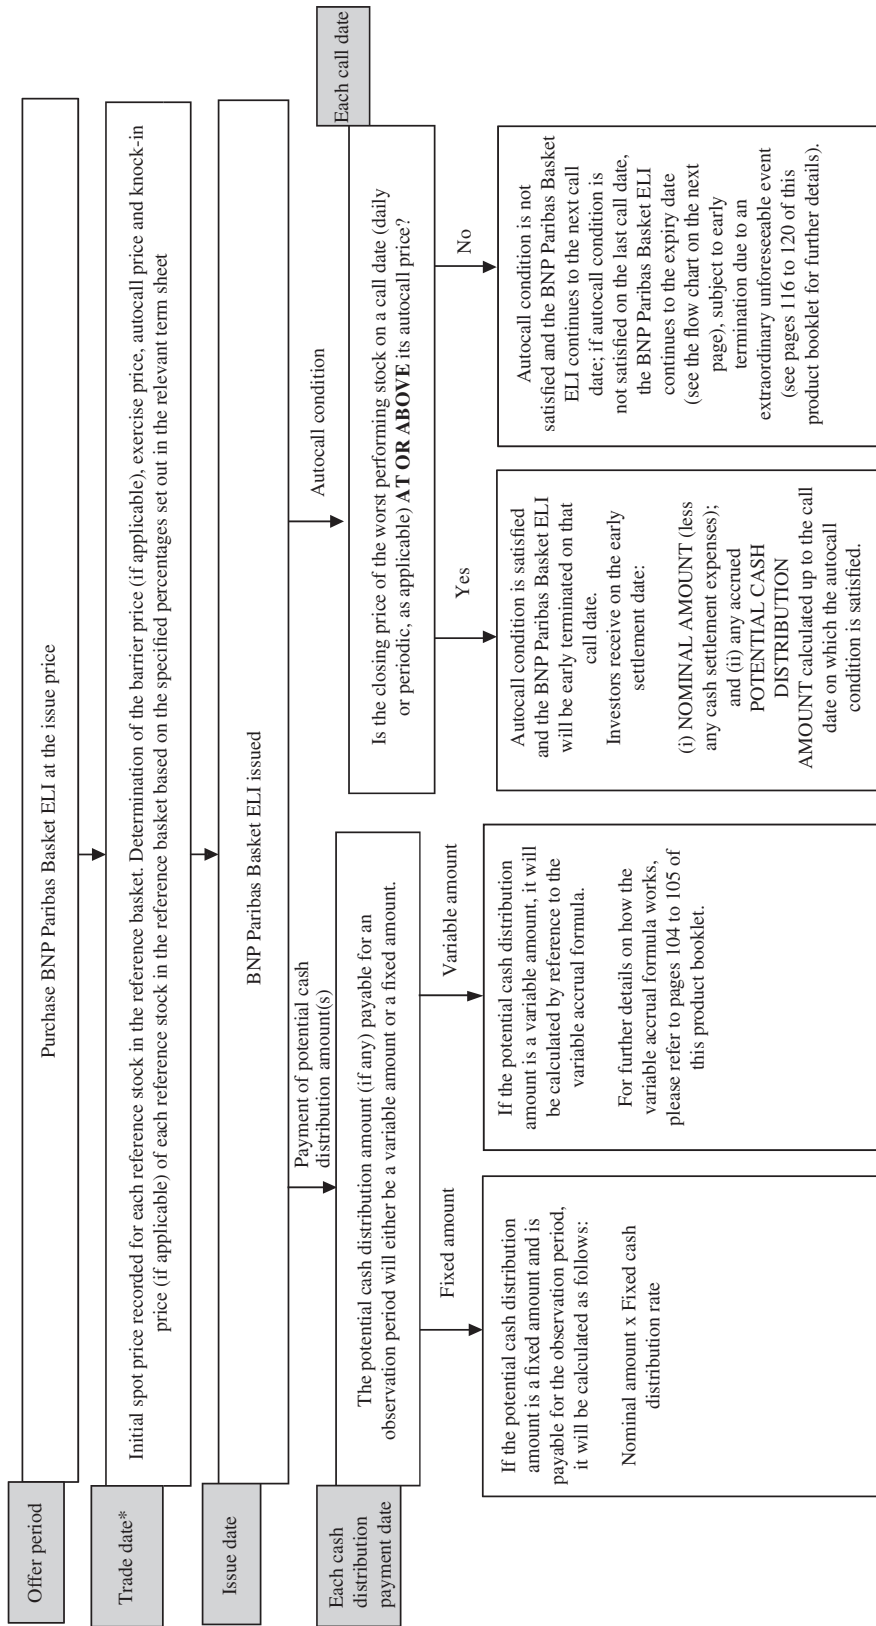 Offer period
Purchase BNP Paribas Basket ELI at the issue price
Trade date*
Initial spot price recorded for each reference stock in the reference basket. Determination of the barrier price (if applicable), exercise price, autocall price and knock-in
price (if applicable) of each reference stock in the reference basket based on the specified percentages set out in the relevant term sheet
Issue date
BNP Paribas Basket ELI issued
Payment of potential cash
distribution amount(s)
Autocall condition
Each cash
distribution
payment date
The potential cash distribution amount (if any) payable for an
observation period will either be a variable amount or a fixed amount.
Each call date
Is the closing price of the worst performing stock on a call date (daily
or periodic, as applicable) AT OR ABOVE its autocall price?
Fixed amount
Variable amount
Yes
No
If the potential cash distribution
amount is a fixed amount and is
payable for the observation period,
it will be calculated as follows:
Nominal amount x Fixed cash
distribution rate
If the potential cash distribution
amount is a variable amount, it will
be calculated by reference to the
variable accrual formula.
For further details on how the
variable accrual formula works,
please refer to pages 104 to 105 of
this product booklet.
Autocall condition is satisfied
and the BNP Paribas Basket ELI
will be early terminated on that
call date.
Investors receive on the early
settlement date:
(i) NOMINAL AMOUNT (less
any cash settlement expenses);
and (ii) any accrued
POTENTIAL CASH
DISTRIBUTION
AMOUNT calculated up to the call
date on which the autocall
condition is satisfied.
Autocall condition is not
satisfied and the BNP Paribas Basket
ELI continues to the next call
date; if autocall condition is
not satisfied on the last call date,
the BNP Paribas Basket ELI
continues to the expiry date
(see the flow chart on the next
page), subject to early
termination due to an
extraordinary unforeseeable event
(see pages 116 to 120 of this
product booklet for further details).